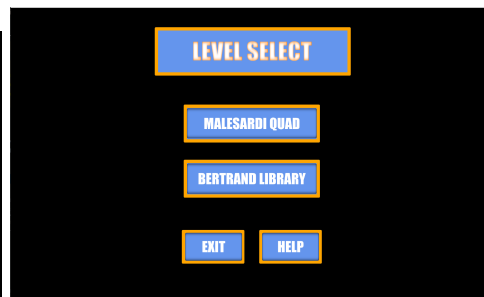 LEVEL SELECT
MALESARDI QUAD
BERTRAND LIBRARY
EXIT HELP